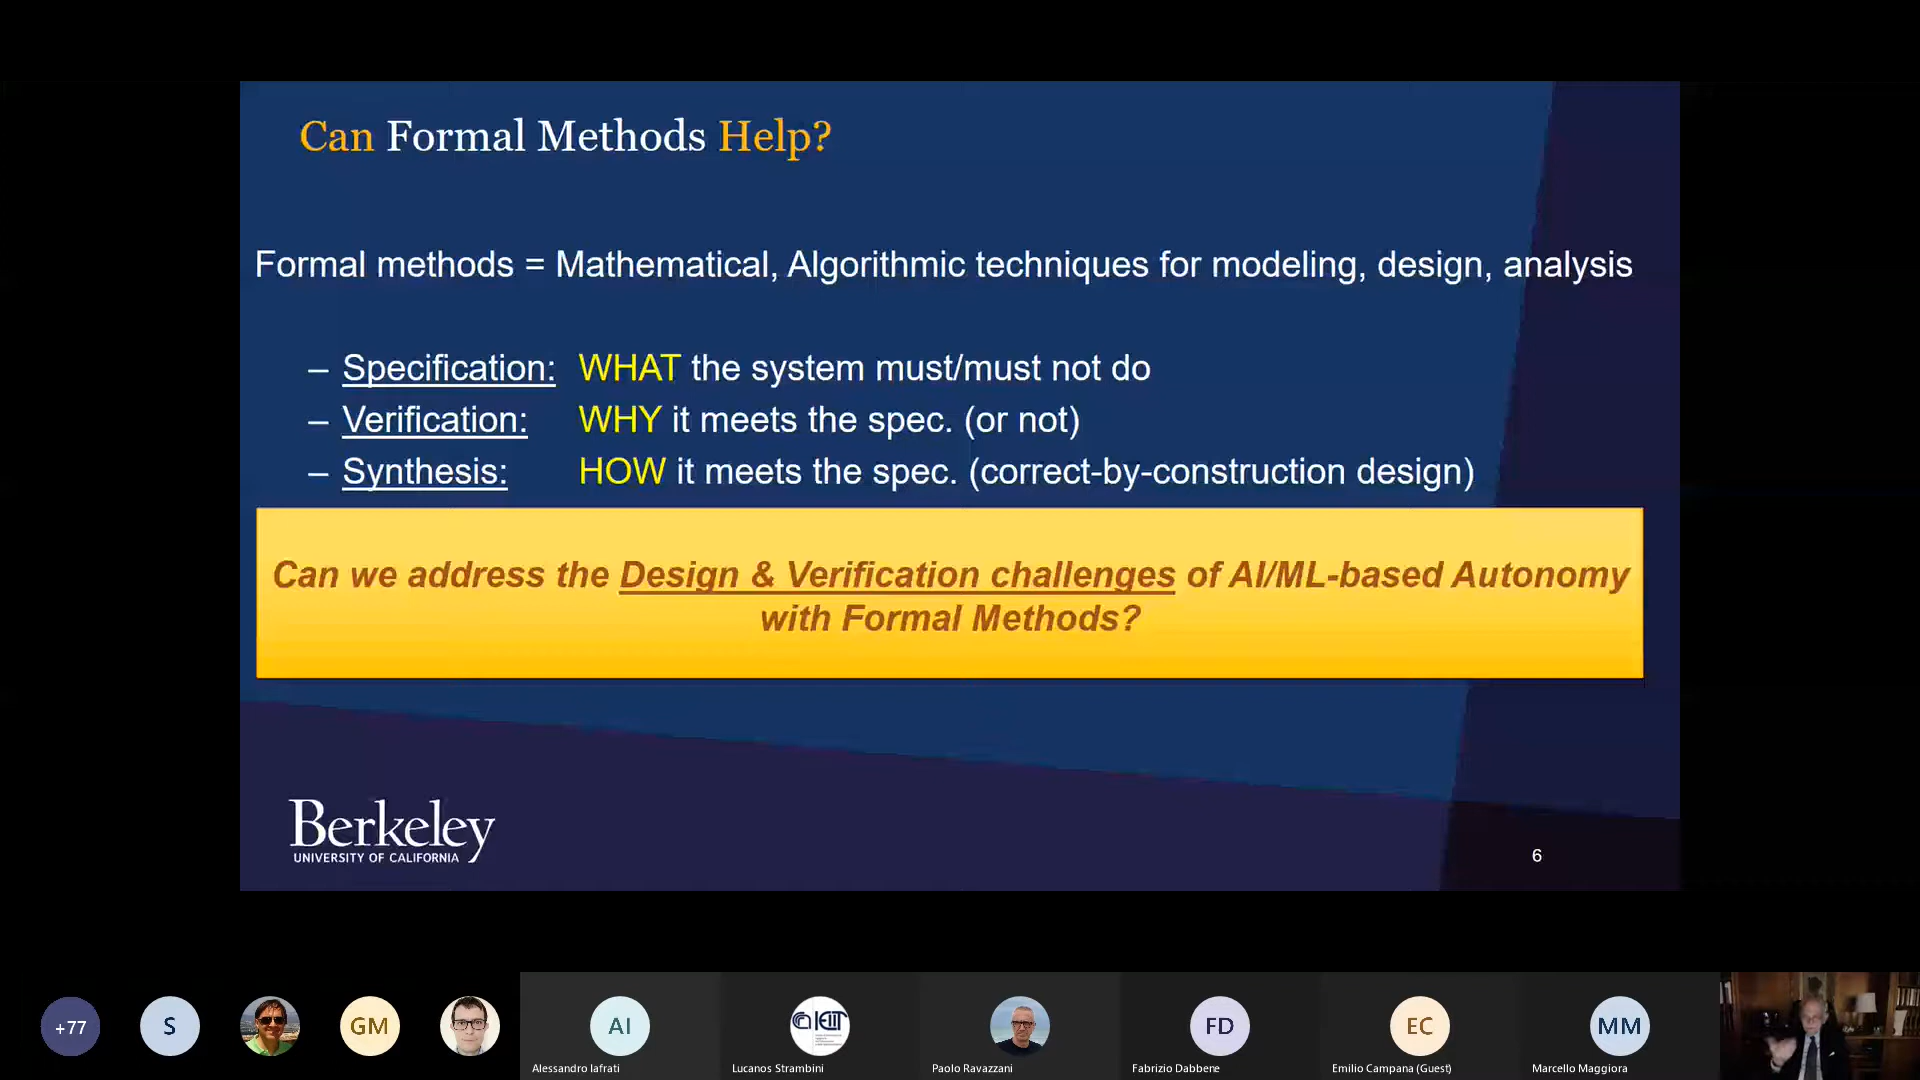 Can Formal Methods Help?
Formal methods = Mathematical, Algorithmic techniques for modeling, design, analysis
– Specification: WHAT the system must/must not do
– Verification: WHY it meets the spec. (or not)
– Synthesis: HOW it meets the spec. (correct-by-construction design)
Can we address the Design & Verification challenges of AI/ML-based Autonomy
with Formal Methods?
Berkeley
UNIVERSITY OF CALIFORNIA
6
+77
S
GM
AI
FD
EC
MM
Alessandro Iafrati
Lucanos Strambini
Paolo Ravazzani
Fabrizio Dabbene
Emilio Campana (Guest)
Marcello Maggiora